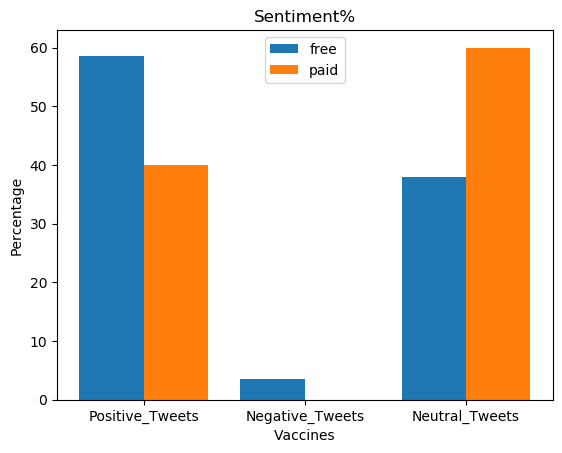 Sentiment%
free
paid
Percentage
60
50
40
30
20
10
0
Positive_Tweets
Negative_Tweets
Neutral_Tweets
Vaccines